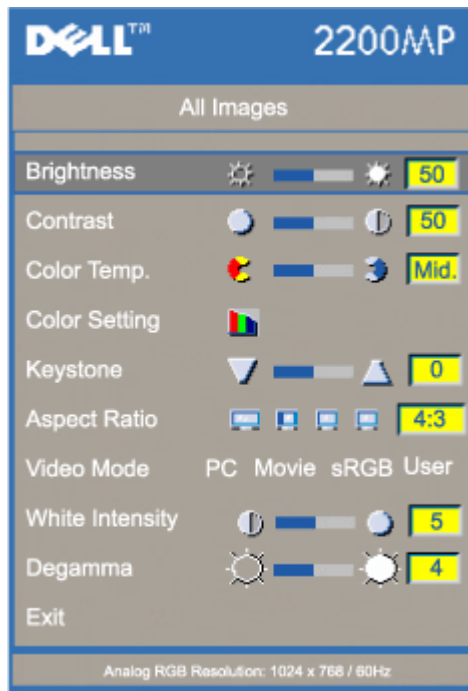 DELL™ 2200MP
All Images
Brightness 50
Contrast 50
Color Temp. Mid.
Color Setting
Keystone 0
Aspect Ratio 4:3
Video Mode PC Movie sRGB User
White Intensity 5
Degamma 4
Exit
Analog RGB Resolution: 1024 x 768 / 60Hz